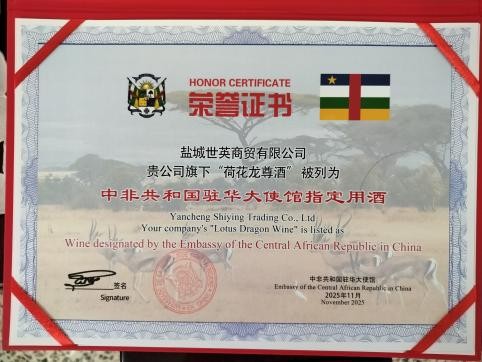 HONOR CERTIFICATE
荣誉证书
盐城世英商贸有限公司
贵公司旗下“荷花龙尊酒”被列为
中非共和国驻华大使馆指定用酒
Yancheng Shiying Trading Co., Ltd
Your company's "Lotus Dragon Wine" is listed as
Wine designated by the Embassy of the Central African Republic in China
签名
Signature
中非共和国驻华大使馆
Embassy of the Central African Republic in China
2025年11月
November 2025